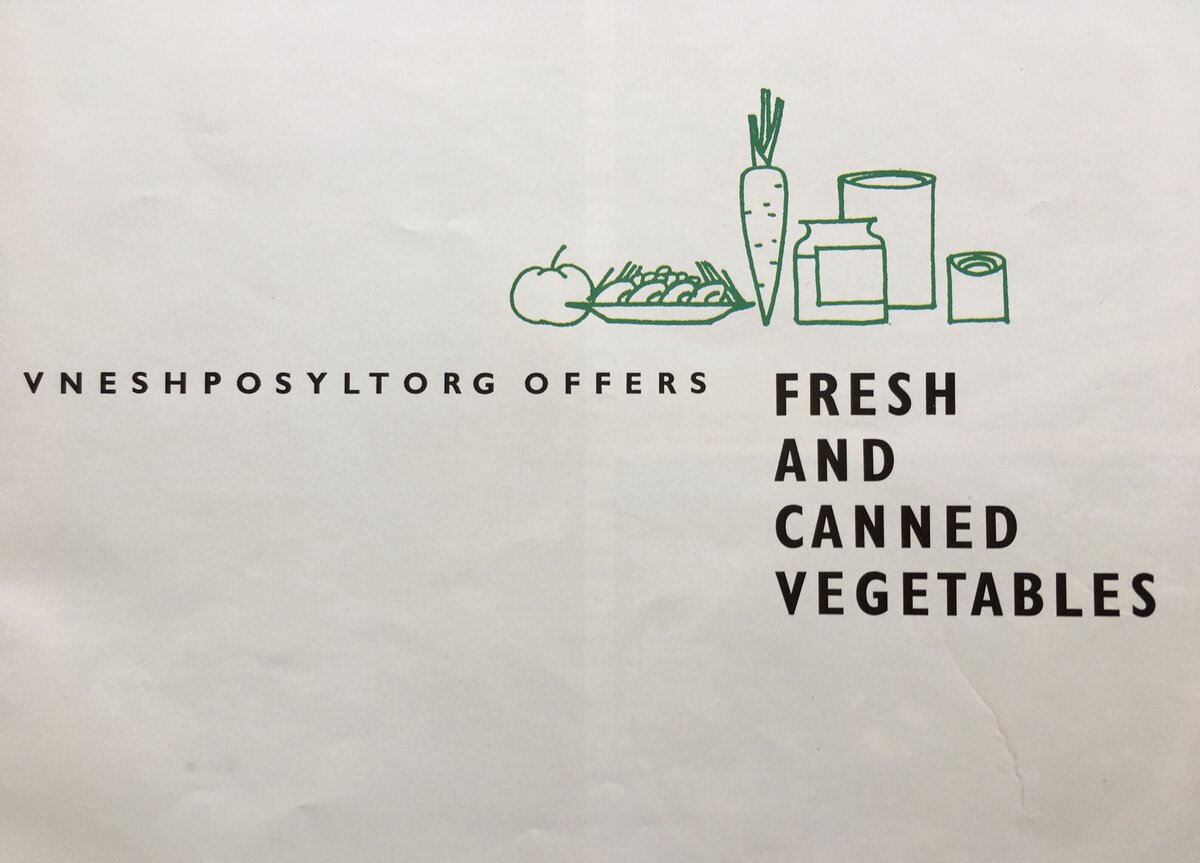 VNESHPOSYLTORG OFFERS
FRESH
AND
CANNED
VEGETABLES